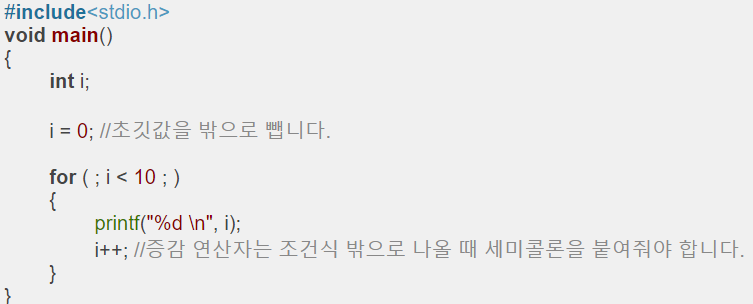 #include<stdio.h>
void main()
{
int i;
i = 0; //초깃값을 밖으로 뺍니다.
for ( ; i < 10 ; )
{
printf("%d \n", i);
i++; //증감 연산자는 조건식 밖으로 나올 때 세미콜론을 붙여줘야 합니다.
}
}